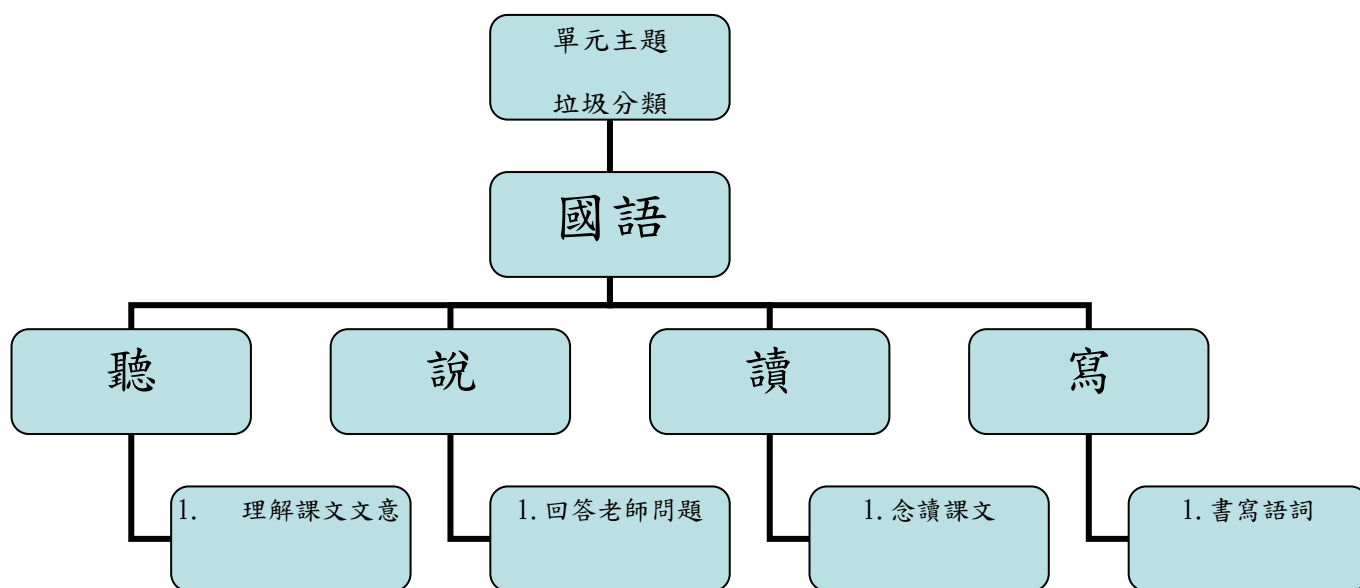 單元主題
垃圾分類
國語
聽
說
讀
寫
1. 理解課文文意
1.回答老師問題
1.念讀課文
1.書寫語詞